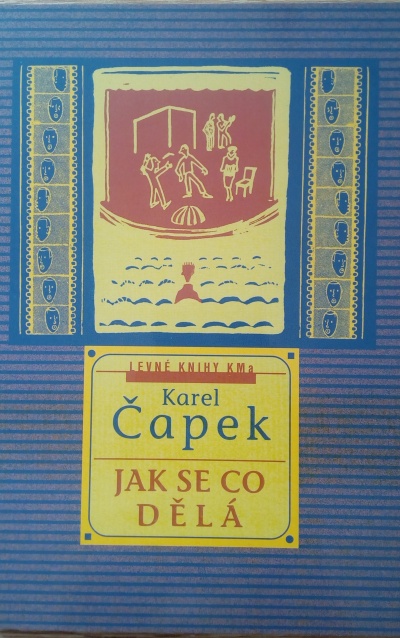 LEVNÉ KNIHY KMa
Karel
Čapek
JAK SE CO
DĚLÁ